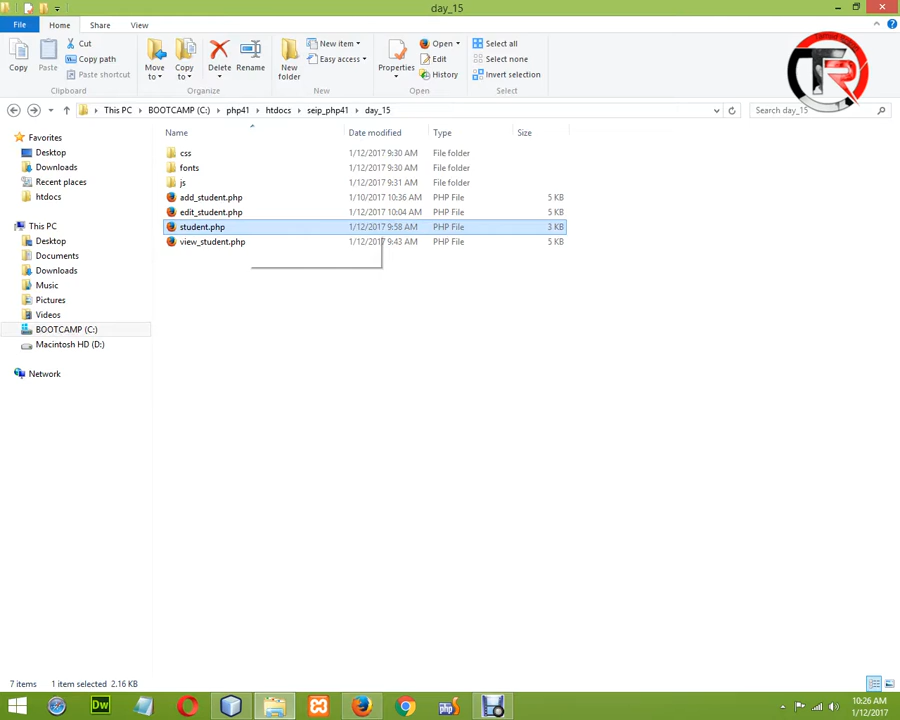 day_15
File Home Share View
Cut
Copy path
Paste shortcut
Copy Paste
Clipboard
Move to Copy to Delete Rename
Organize
New folder
New item
Easy access
New
Properties
Open
Edit
History
Open
Select all
Select none
Invert selection
Select
TR
This PC BOOTCAMP (C:) php41 htdocs seip_php41 day_15
Search day_15
Favorites
Desktop
Downloads
Recent places
htdocs
This PC
Desktop
Documents
Downloads
Music
Pictures
Videos
BOOTCAMP (C:)
Macintosh HD (D:)
Network
Name Date modified Type Size
css 1/12/2017 9:30 AM File folder
fonts 1/12/2017 9:30 AM File folder
js 1/12/2017 9:31 AM File folder
add_student.php 1/10/2017 10:36 AM PHP File 5 KB
edit_student.php 1/12/2017 10:04 AM PHP File 5 KB
student.php 1/12/2017 9:58 AM PHP File 3 KB
view_student.php 1/12/2017 9:43 AM PHP File 5 KB
7 items 1 item selected 2.16 KB
Dw
php
10:26 AM
1/12/2017